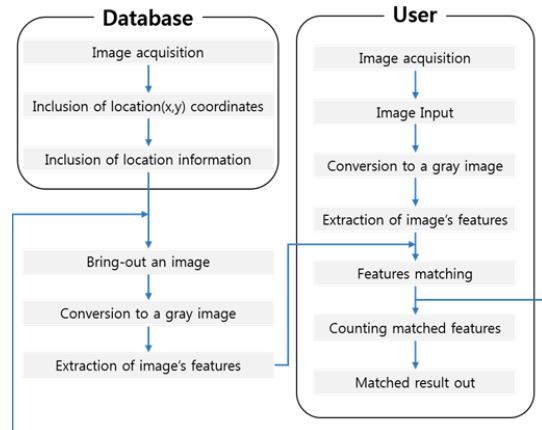 Database
Image acquisition
Inclusion of location(x,y) coordinates
Inclusion of location information
Bring-out an image
Conversion to a gray image
Extraction of image's features
User
Image acquisition
Image Input
Conversion to a gray image
Extraction of image's features
Features matching
Counting matched features
Matched result out